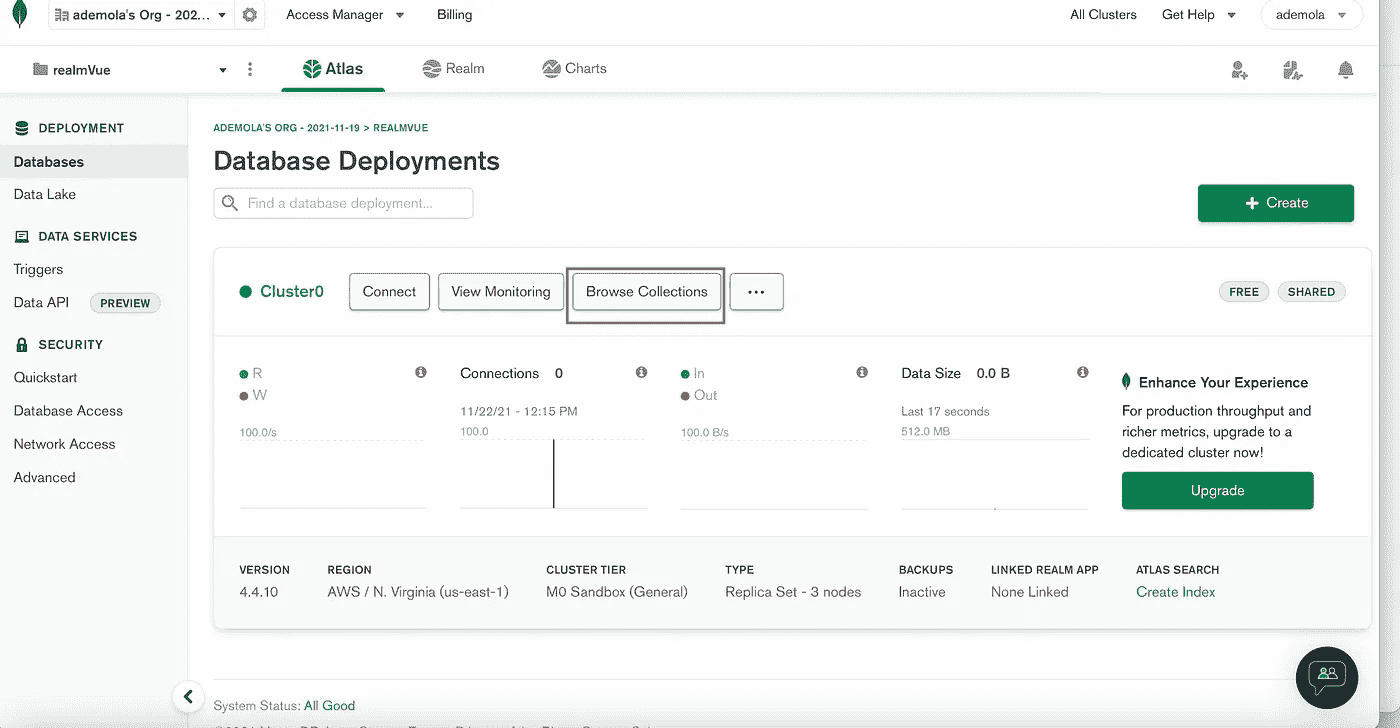 ademola's Org - 202...
Access Manager
Billing
All Clusters
Get Help
ademola
realmVue
Atlas
Realm
Charts
DEPLOYMENT
Databases
Data Lake
DATA SERVICES
Triggers
Data API PREVIEW
SECURITY
Quickstart
Database Access
Network Access
Advanced
ADEMOLA'S ORG - 2021-11-19 > REALMVUE
Database Deployments
Find a database deployment...
+ Create
Cluster0
Connect
View Monitoring
Browse Collections
...
FREE
SHARED
R
W
100.0/s
Connections 0
11/22/21 - 12:15 PM
100.0
In
Out
100.0 B/s
Data Size 0.0 B
Last 17 seconds
512.0 MB
Enhance Your Experience
For production throughput and
richer metrics, upgrade to a
dedicated cluster now!
Upgrade
VERSION
4.4.10
REGION
AWS / N. Virginia (us-east-1)
CLUSTER TIER
M0 Sandbox (General)
TYPE
Replica Set - 3 nodes
BACKUPS
Inactive
LINKED REALM APP
None Linked
ATLAS SEARCH
Create Index
System Status: All Good